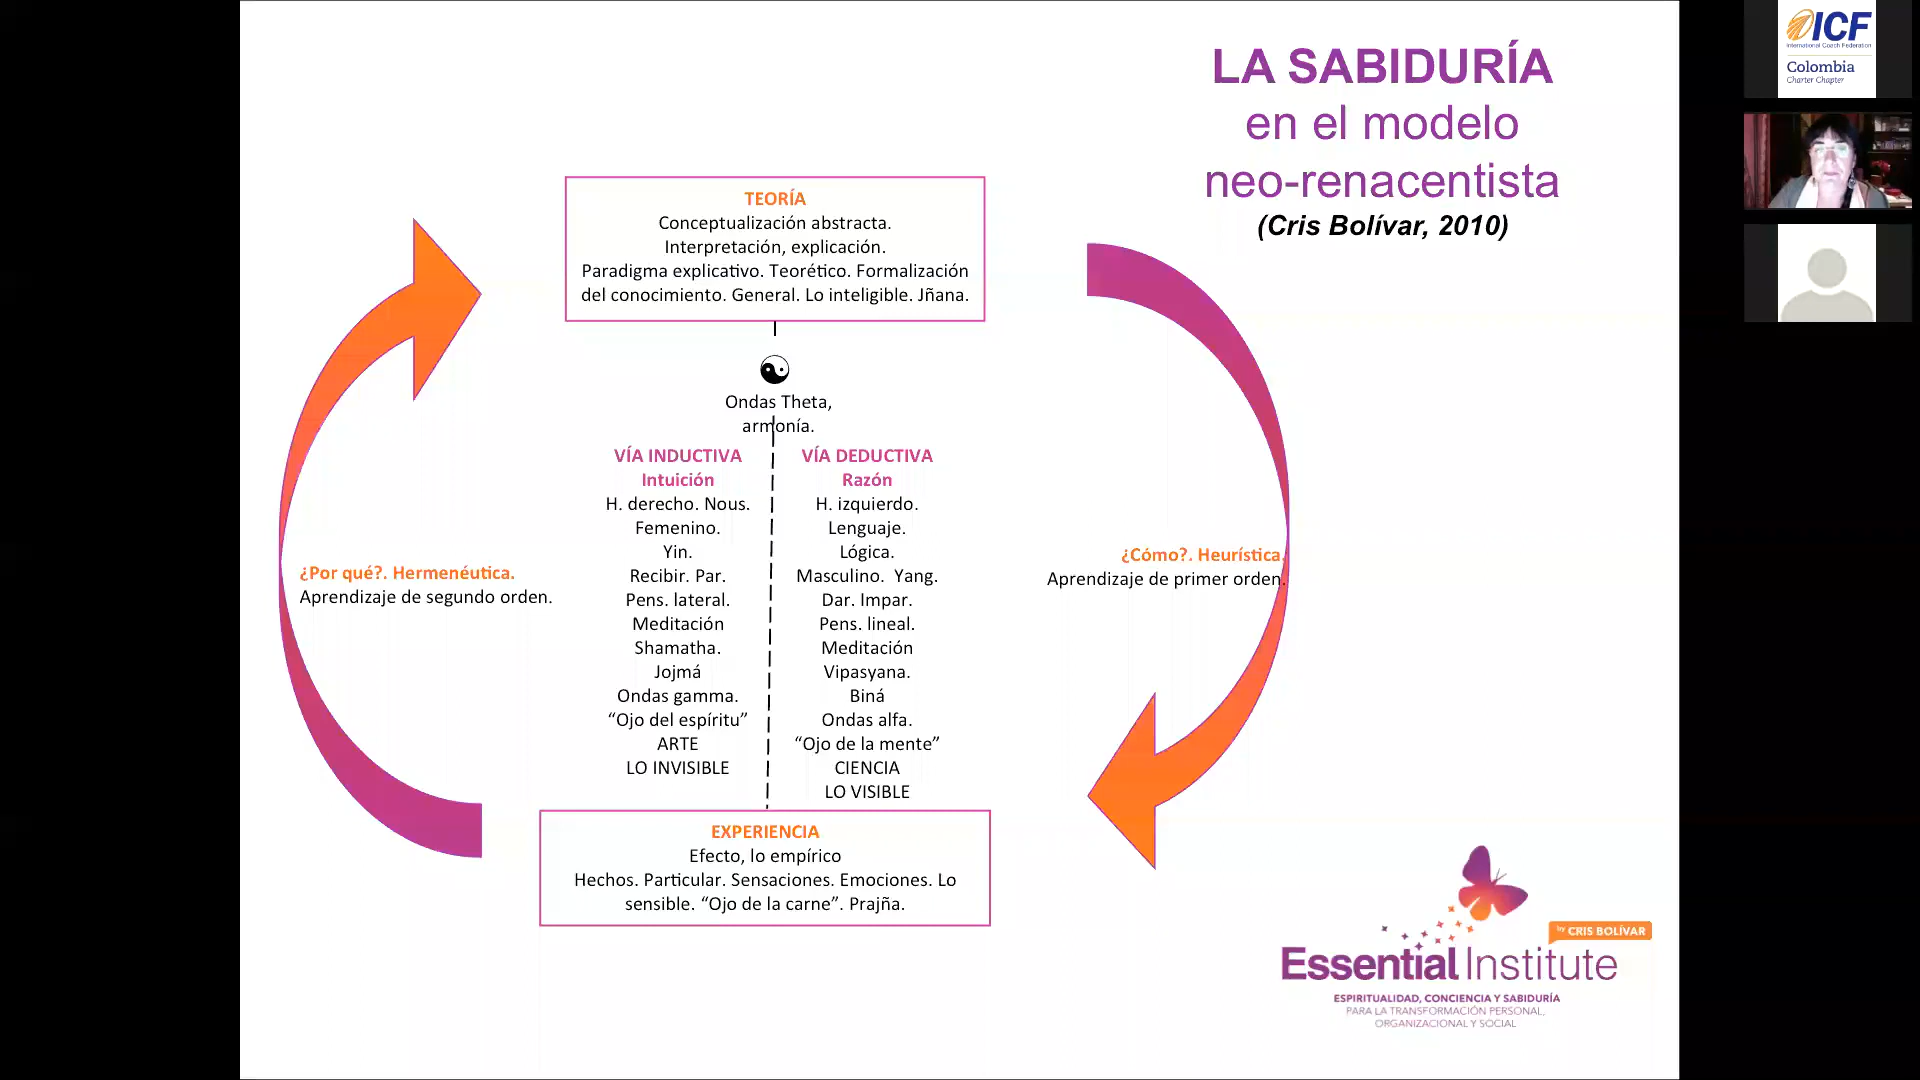 LA SABIDURÍA
en el modelo
neo-renacentista
(Cris Bolívar, 2010)
TEORÍA
Conceptualización abstracta.
Interpretación, explicación.
Paradigma explicativo. Teorético. Formalización
del conocimiento. General. Lo inteligible. Jñana.
Ondas Theta,
armonía.
VÍA INDUCTIVA
Intuición
H. derecho. Nous.
Femenino.
Yin.
Recibir. Par.
Pens. lateral.
Meditación
Shamatha.
Jojmá
Ondas gamma.
“Ojo del espíritu”
ARTE
LO INVISIBLE
VÍA DEDUCTIVA
Razón
H. izquierdo.
Lenguaje.
Lógica.
Masculino. Yang.
Dar. Impar.
Pens. lineal.
Meditación
Vipasyana.
Biná
Ondas alfa.
“Ojo de la mente”
CIENCIA
LO VISIBLE
¿Por qué?. Hermenéutica.
Aprendizaje de segundo orden.
¿Cómo?. Heurística.
Aprendizaje de primer orden.
EXPERIENCIA
Efecto, lo empírico
Hechos. Particular. Sensaciones. Emociones. Lo
sensible. “Ojo de la carne”. Prajña.
by CRIS BOLÍVAR
Essential Institute
ESPIRITUALIDAD, CONCIENCIA Y SABIDURÍA
PARA LA TRANSFORMACIÓN PERSONAL,
ORGANIZACIONAL Y SOCIAL
ICF
International Coach Federation
Colombia
Charter Chapter